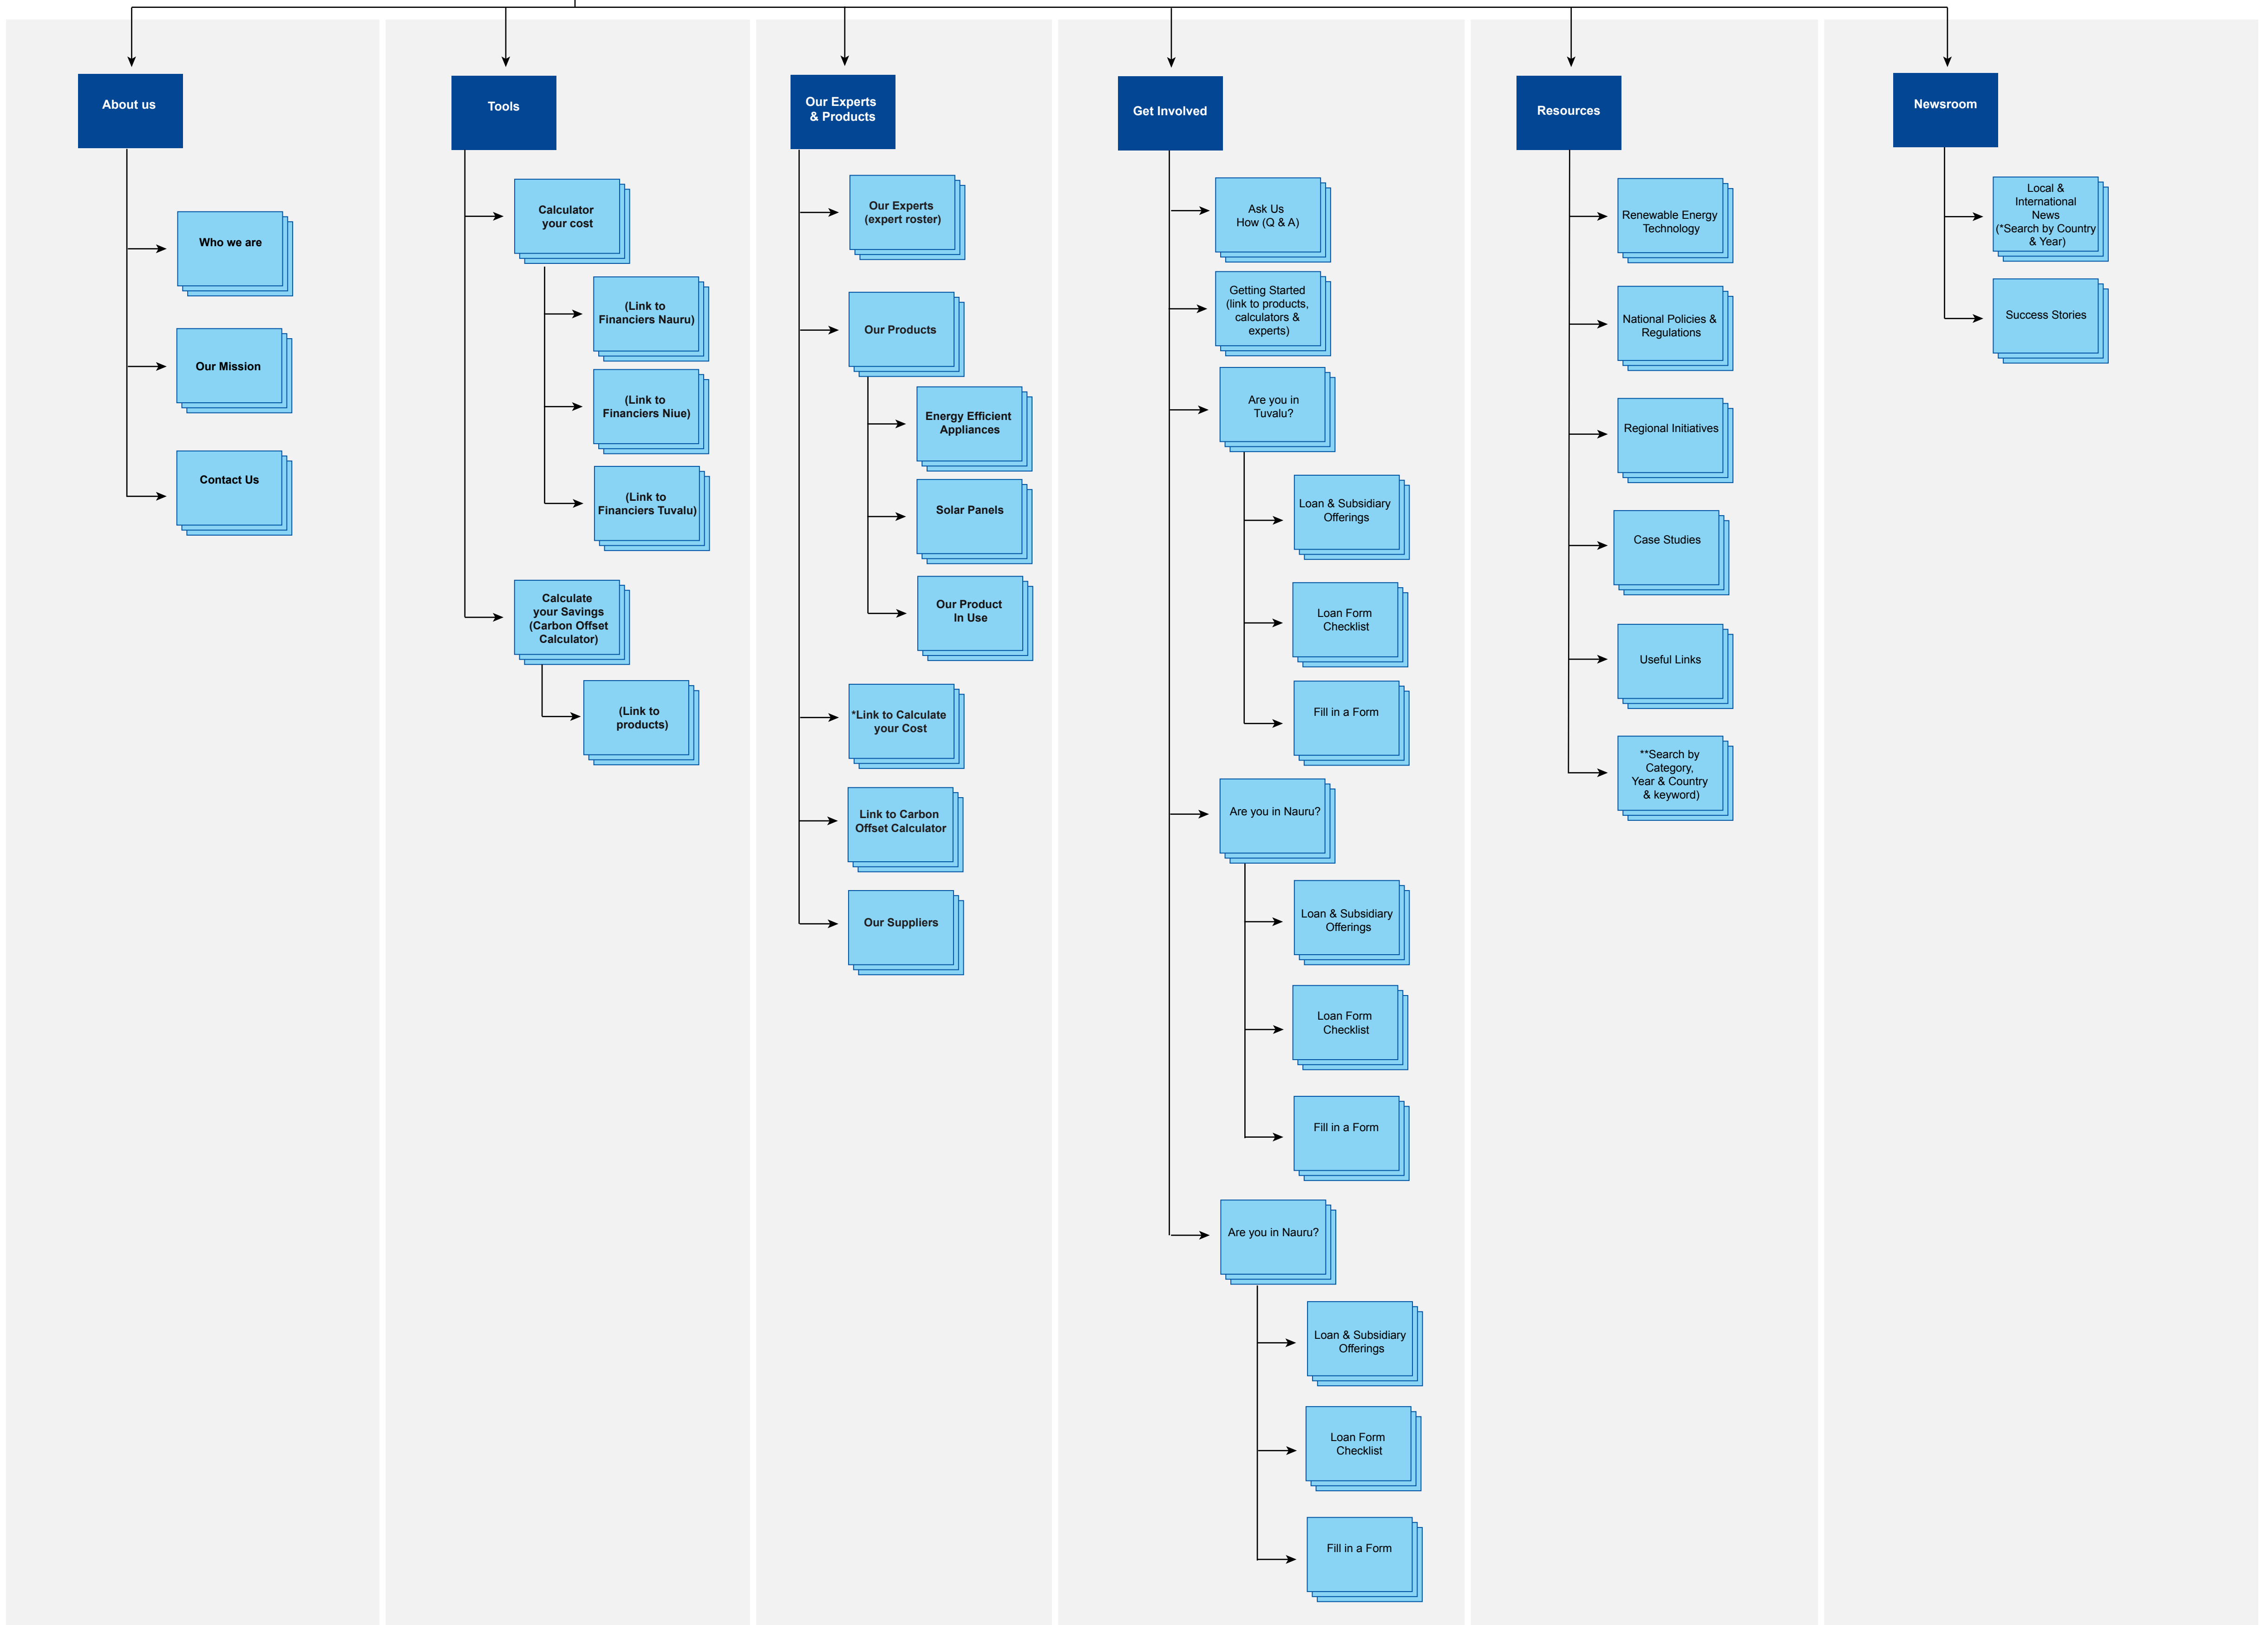 About us
Who we are
Our Mission
Contact Us
Tools
Calculator
your cost
(Link to
Financiers Nauru)
(Link to
Financiers Niue)
(Link to
Financiers Tuvalu)
Calculate
your Savings
(Carbon Offset
Calculator)
(Link to
products)
Our Experts
& Products
Our Experts
(expert roster)
Our Products
Energy Efficient
Appliances
Solar Panels
Our Product
In Use
*Link to Calculate
your Cost
Link to Carbon
Offset Calculator
Our Suppliers
Get Involved
Ask Us
How (Q & A)
Getting Started
(link to products,
calculators &
experts)
Are you in
Tuvalu?
Loan & Subsidiary
Offerings
Loan Form
Checklist
Fill in a Form
Are you in Nauru?
Loan & Subsidiary
Offerings
Loan Form
Checklist
Fill in a Form
Are you in Nauru?
Loan & Subsidiary
Offerings
Loan Form
Checklist
Fill in a Form
Resources
Renewable Energy
Technology
National Policies &
Regulations
Regional Initiatives
Case Studies
Useful Links
**Search by
Category,
Year & Country
& keyword)
Newsroom
Local &
International
News
(*Search by Country
& Year)
Success Stories